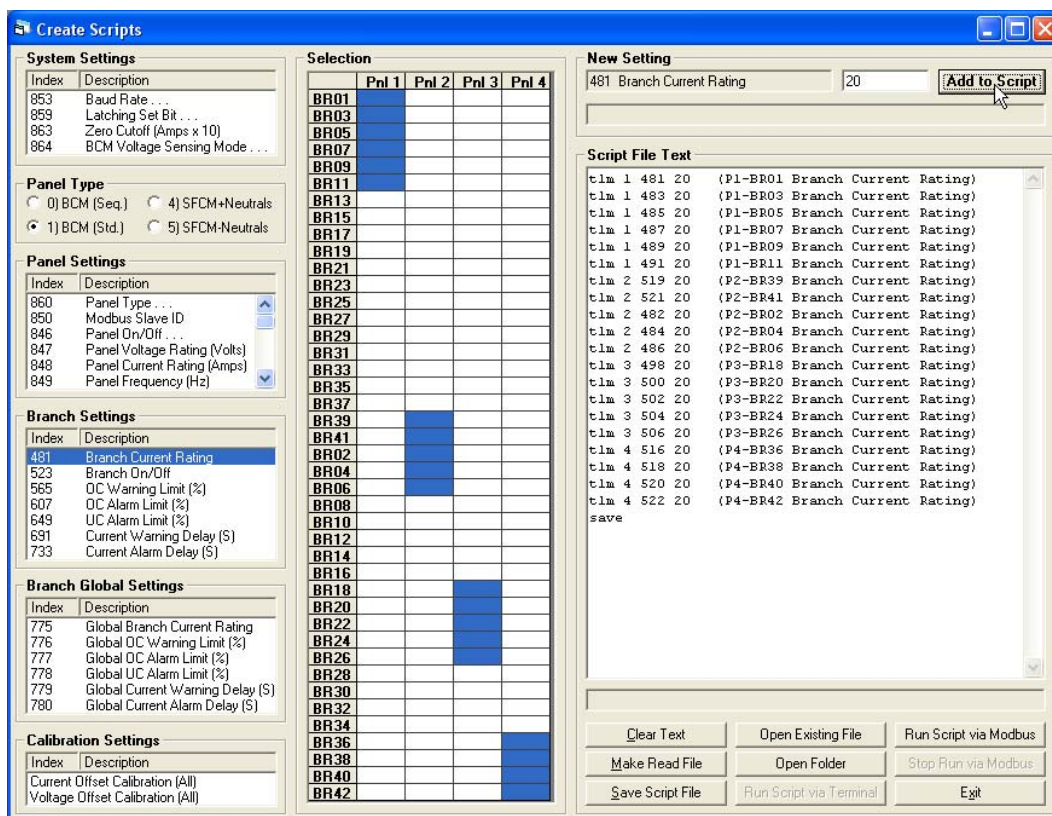 Create Scripts
System Settings
Index Description
853 Baud Rate . . .
859 Latching Set Bit . . .
863 Zero Cutoff (Amps x 10)
864 BCM Voltage Sensing Mode . . .
Panel Type
0) BCM (Seq.) 4) SFCM+Neutrals
1) BCM (Std.) 5) SFCM-Neutrals
Panel Settings
Index Description
860 Panel Type . . .
850 Modbus Slave ID
846 Panel On/Off . . .
847 Panel Voltage Rating (Volts)
848 Panel Current Rating (Amps)
849 Panel Frequency (Hz)
Branch Settings
Index Description
481 Branch Current Rating
523 Branch On/Off
565 OC Warning Limit (%)
607 OC Alarm Limit (%)
649 UC Alarm Limit (%)
691 Current Warning Delay (S)
733 Current Alarm Delay (S)
Branch Global Settings
Index Description
775 Global Branch Current Rating
776 Global OC Warning Limit (%)
777 Global OC Alarm Limit (%)
778 Global UC Alarm Limit (%)
779 Global Current Warning Delay (S)
780 Global Current Alarm Delay (S)
Calibration Settings
Index Description
Current Offset Calibration (All)
Voltage Offset Calibration (All)
Selection
Pnl 1 Pnl 2 Pnl 3 Pnl 4
BR01
BR03
BR05
BR07
BR09
BR11
BR13
BR15
BR17
BR19
BR21
BR23
BR25
BR27
BR29
BR31
BR33
BR35
BR37
BR39
BR41
BR02
BR04
BR06
BR08
BR10
BR12
BR14
BR16
BR18
BR20
BR22
BR24
BR26
BR28
BR30
BR32
BR34
BR36
BR38
BR40
BR42
New Setting
481 Branch Current Rating 20 Add to Script
Script File Text
tlm 1 481 20 (P1-BR01 Branch Current Rating)
tlm 1 483 20 (P1-BR03 Branch Current Rating)
tlm 1 485 20 (P1-BR05 Branch Current Rating)
tlm 1 487 20 (P1-BR07 Branch Current Rating)
tlm 1 489 20 (P1-BR09 Branch Current Rating)
tlm 1 491 20 (P1-BR11 Branch Current Rating)
tlm 2 519 20 (P2-BR39 Branch Current Rating)
tlm 2 521 20 (P2-BR41 Branch Current Rating)
tlm 2 482 20 (P2-BR02 Branch Current Rating)
tlm 2 484 20 (P2-BR04 Branch Current Rating)
tlm 2 486 20 (P2-BR06 Branch Current Rating)
tlm 3 498 20 (P3-BR18 Branch Current Rating)
tlm 3 500 20 (P3-BR20 Branch Current Rating)
tlm 3 502 20 (P3-BR22 Branch Current Rating)
tlm 3 504 20 (P3-BR24 Branch Current Rating)
tlm 3 506 20 (P3-BR26 Branch Current Rating)
tlm 4 516 20 (P4-BR36 Branch Current Rating)
tlm 4 518 20 (P4-BR38 Branch Current Rating)
tlm 4 520 20 (P4-BR40 Branch Current Rating)
tlm 4 522 20 (P4-BR42 Branch Current Rating)
save
Clear Text Open Existing File Run Script via Modbus
Make Read File Open Folder Stop Run via Modbus
Save Script File Run Script via Terminal Exit